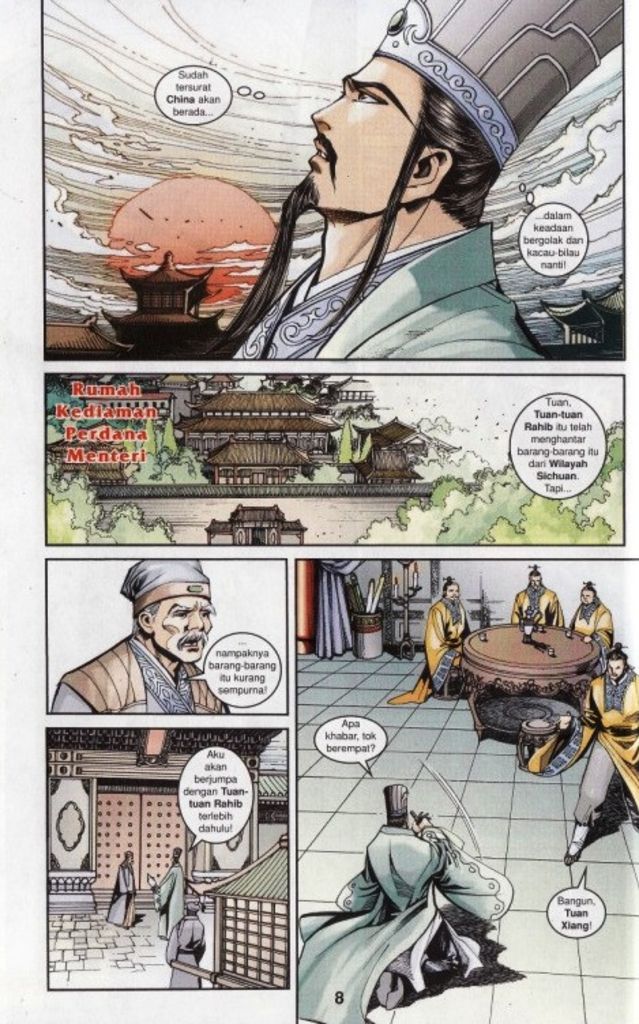 Sudah
tersurat
China akan
berada...
...dalam
keadaan
bergolak dan
kacau-bilau
nanti!
Rumah
Kediaman
Perdana
Menteri
Tuan,
Tuan-tuan
Rahib itu telah
menghantar
barang-barang itu
dari Wilayah
Sichuan.
Tapi...
...
nampaknya
barang-barang
itu kurang
sempurna!
Aku
akan
berjumpa
dengan Tuan-
tuan Rahib
terlebih
dahulu!
Apa
khabar, tok
berempat?
Bangun,
Tuan
Xiang!
8